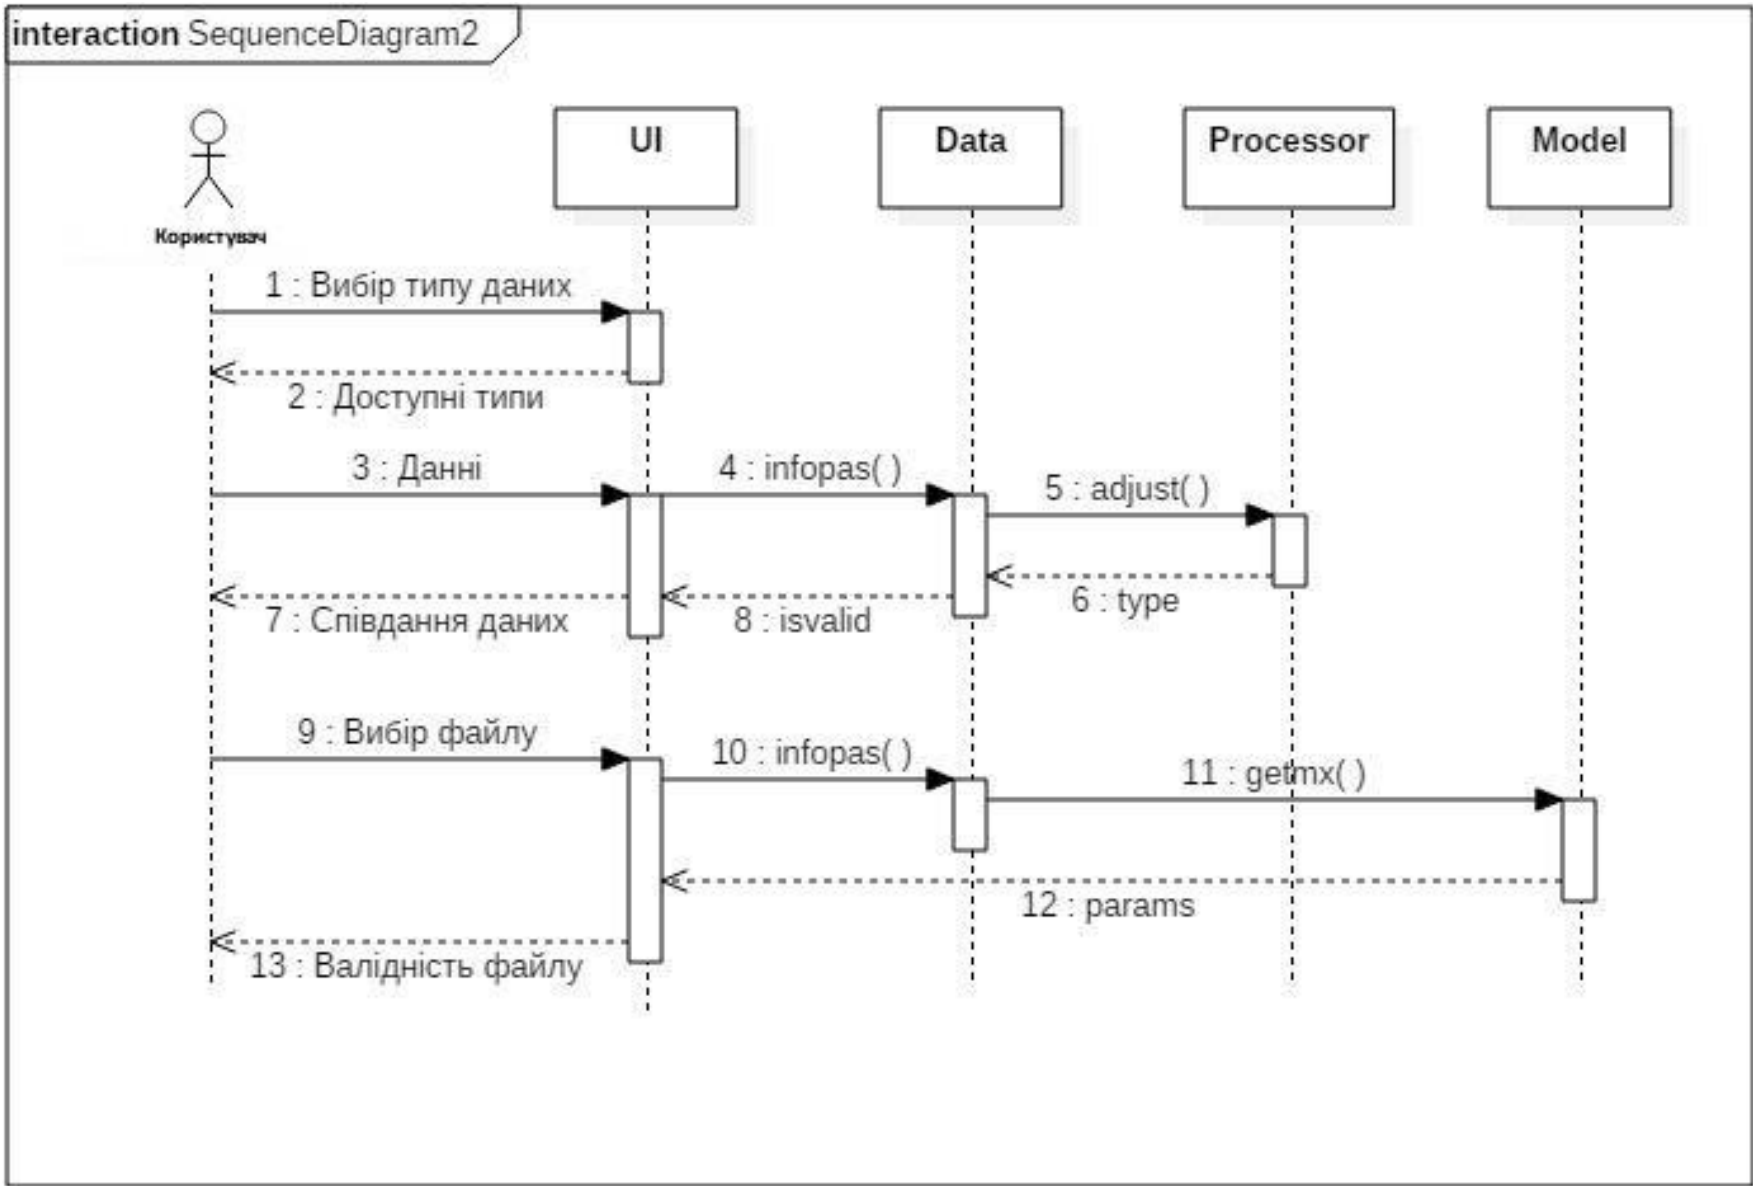 interaction SequenceDiagram2
UI
Data
Processor
Model
Користувач
1 : Вибір типу даних
2 : Доступні типи
3 : Данні
4 : infopas( )
5 : adjust( )
6 : type
7 : Співдання даних
8 : isvalid
9 : Вибір файлу
10 : infopas( )
11 : getmx( )
12 : params
13 : Валідність файлу